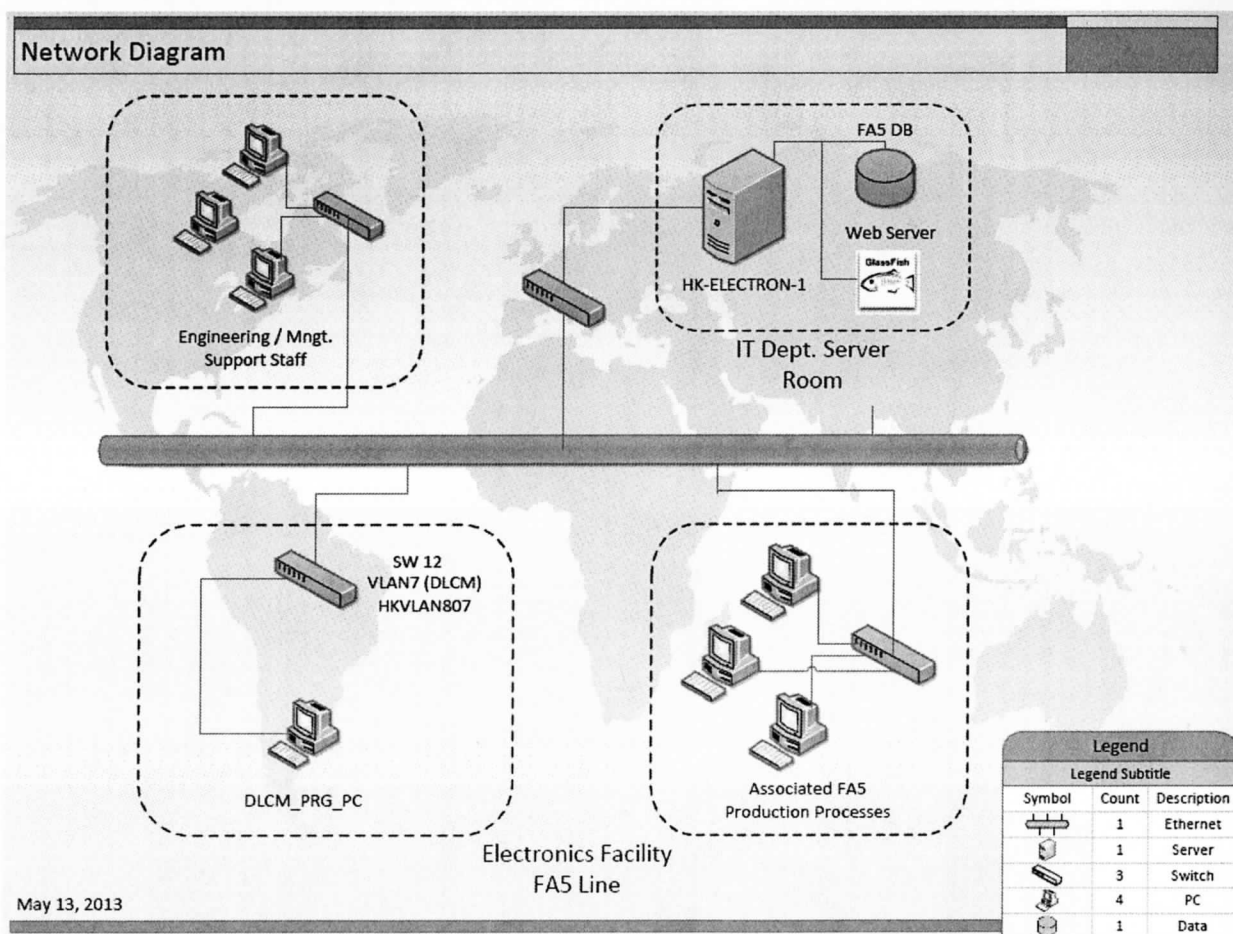 Network Diagram
Engineering / Mngt.
Support Staff
FA5 DB
Web Server
GlassFish
HK-ELECTRON-1
IT Dept. Server
Room
SW 12
VLAN7 (DLCM)
HKVLAN807
DLCM_PRG_PC
Associated FA5
Production Processes
Electronics Facility
FA5 Line
May 13, 2013
Legend
Legend Subtitle
Symbol Count Description
1 Ethernet
1 Server
3 Switch
4 PC
1 Data